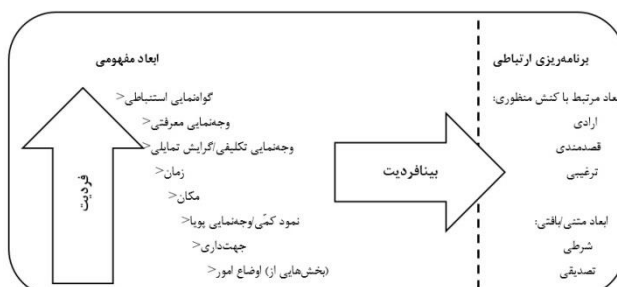 برنامه‌ریزی ارتباطی
عاد مرتبط با کنش منظوری:
ارادی
قصدمندی
ترغیبی
ابعاد متنی/بافتی:
شرطی
تصدیقی
ابعاد مفهومی
گواه‌نمایی استنباطی>
وجه‌نمایی معرفتی>
وجه‌نمایی تکلیفی/گرایش تمایلی>
زمان>
مکان>
نمود کمّی/وجه‌نمایی پویا>
جهت‌داری>
(بخش‌هایی از) اوضاع امور>
بینافردیت
فردیت